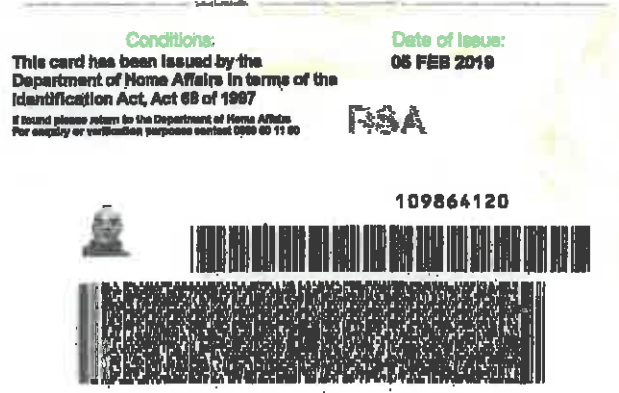 Conditions:
This card has been issued by the
Department of Home Affairs in terms of the
Identification Act, Act 68 of 1997
If found please return to the Department of Home Affairs
For enquiry or verification purposes contact 0800 60 11 90
Date of Issue:
05 FEB 2019
RSA
109864120